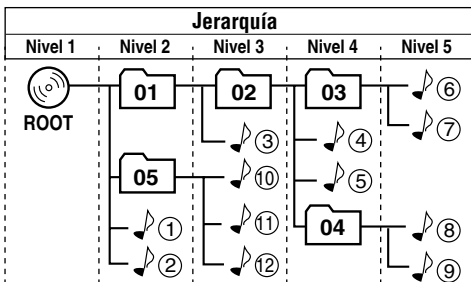 Jerarquía
Nivel 1 Nivel 2 Nivel 3 Nivel 4 Nivel 5
01 02 03 ⑥
ROOT ⑦
③ ④
05 ⑩ ⑤
① ⑪ 04 ⑧
② ⑫ ⑨